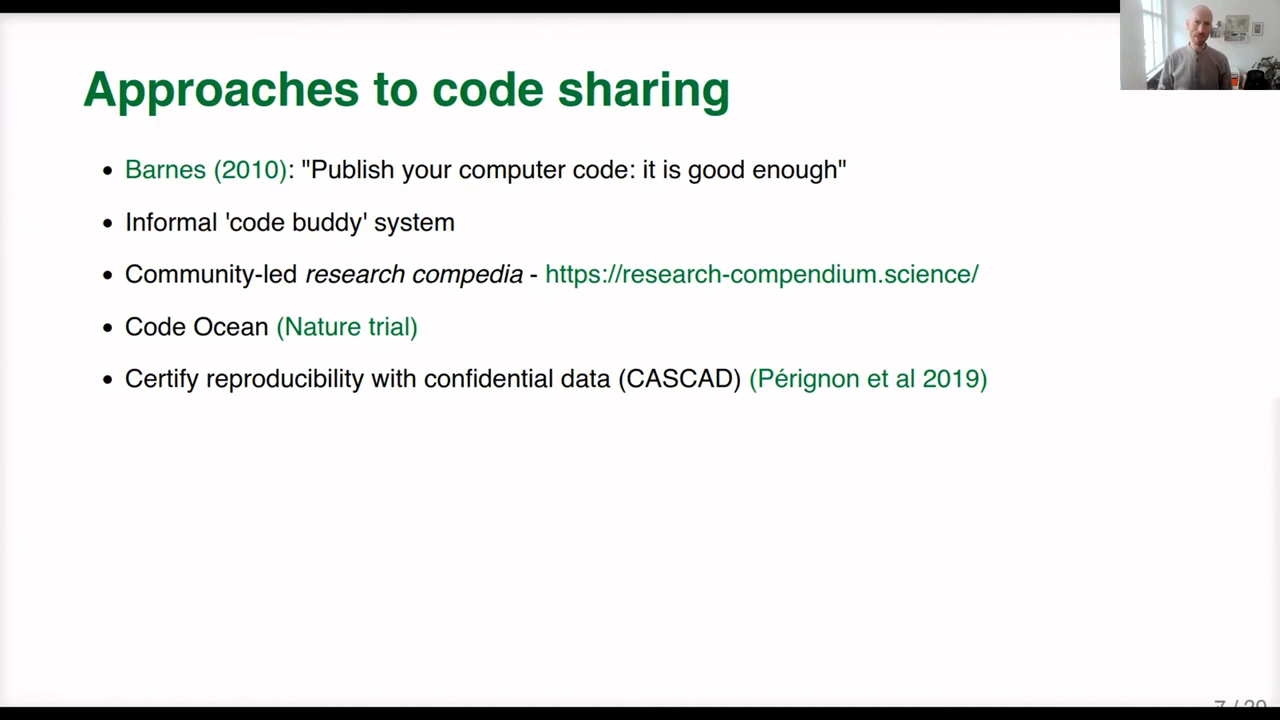 Approaches to code sharing
• Barnes (2010): "Publish your computer code: it is good enough"
• Informal 'code buddy' system
• Community-led research compedia - https://research-compendium.science/
• Code Ocean (Nature trial)
• Certify reproducibility with confidential data (CASCAD) (Pérignon et al 2019)